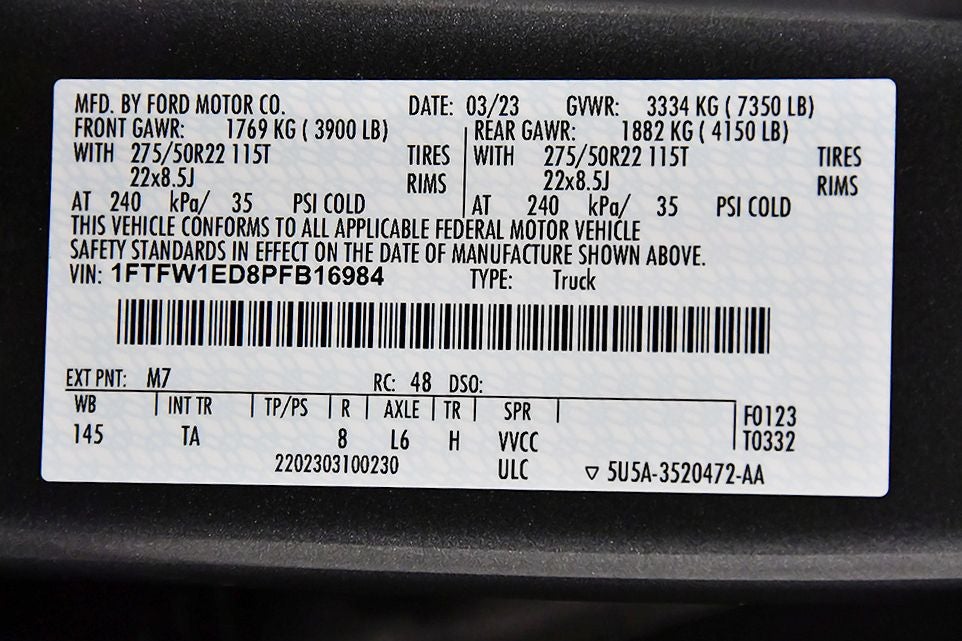 MFD. BY FORD MOTOR CO. DATE: 03/23 GVWR: 3334 KG ( 7350 LB)
FRONT GAWR: 1769 KG ( 3900 LB) REAR GAWR: 1882 KG ( 4150 LB)
WITH 275/50R22 115T TIRES WITH 275/50R22 115T TIRES
22x8.5J RIMS 22x8.5J RIMS
AT 240 kPa/ 35 PSI COLD AT 240 kPa/ 35 PSI COLD
THIS VEHICLE CONFORMS TO ALL APPLICABLE FEDERAL MOTOR VEHICLE
SAFETY STANDARDS IN EFFECT ON THE DATE OF MANUFACTURE SHOWN ABOVE.
VIN: 1FTFW1ED8PFB16984 TYPE: Truck
EXT PNT: M7 RC: 48 DSO:
WB INT TR TP/PS R AXLE TR SPR F0123
145 TA 8 L6 H VVCC T0332
2202303100230 ULC ▽ 5U5A-3520472-AA